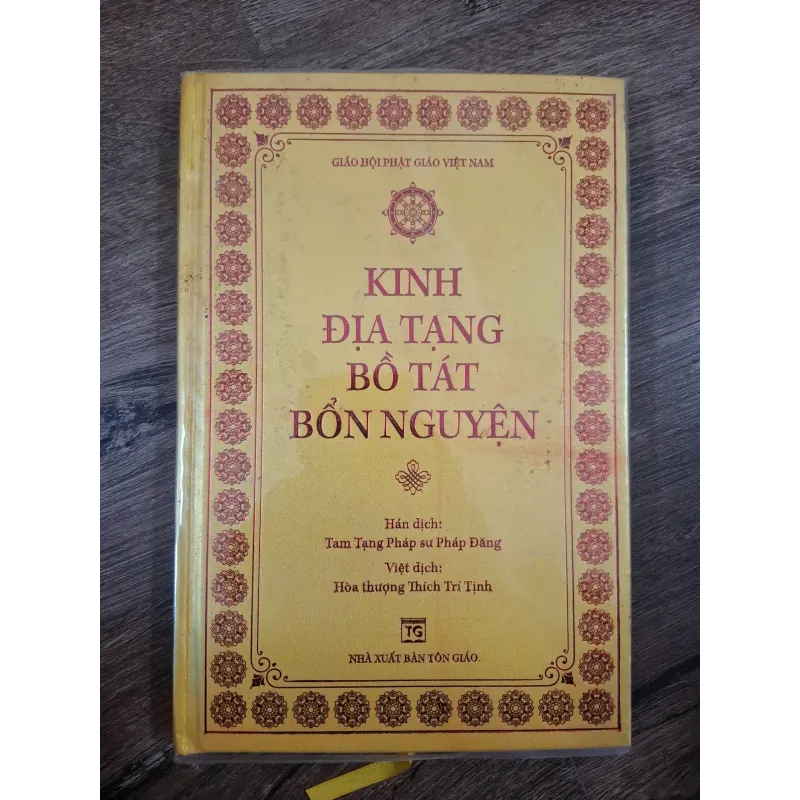 GIÁO HỘI PHẬT GIÁO VIỆT NAM
KINH
ĐỊA TẠNG
BỒ TÁT
BỔN NGUYỆN
Hán dịch:
Tam Tạng Pháp sư Pháp Đăng
Việt dịch:
Hòa thượng Thích Trí Tịnh
TG
NHÀ XUẤT BẢN TÔN GIÁO